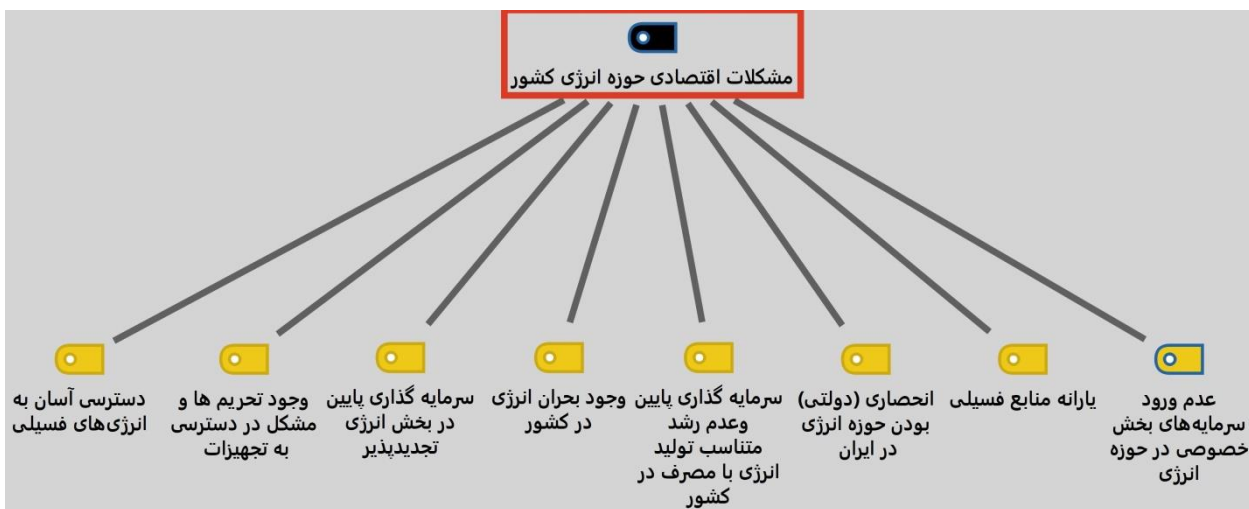 مشکلات اقتصادی حوزه انرژی کشور
عدم ورود
سرمایه‌های بخش
خصوصی در حوزه
انرژی
یارانه منابع فسیلی
انحصاری (دولتی)
بودن حوزه انرژی
در ایران
سرمایه گذاری پایین
وعدم رشد
متناسب تولید
انرژی با مصرف در
کشور
وجود بحران انرژی
در کشور
سرمایه گذاری پایین
در بخش انرژی
تجدیدپذیر
وجود تحریم ها و
مشکل در دسترسی
به تجهیزات
دسترسی آسان به
انرژی‌های فسیلی